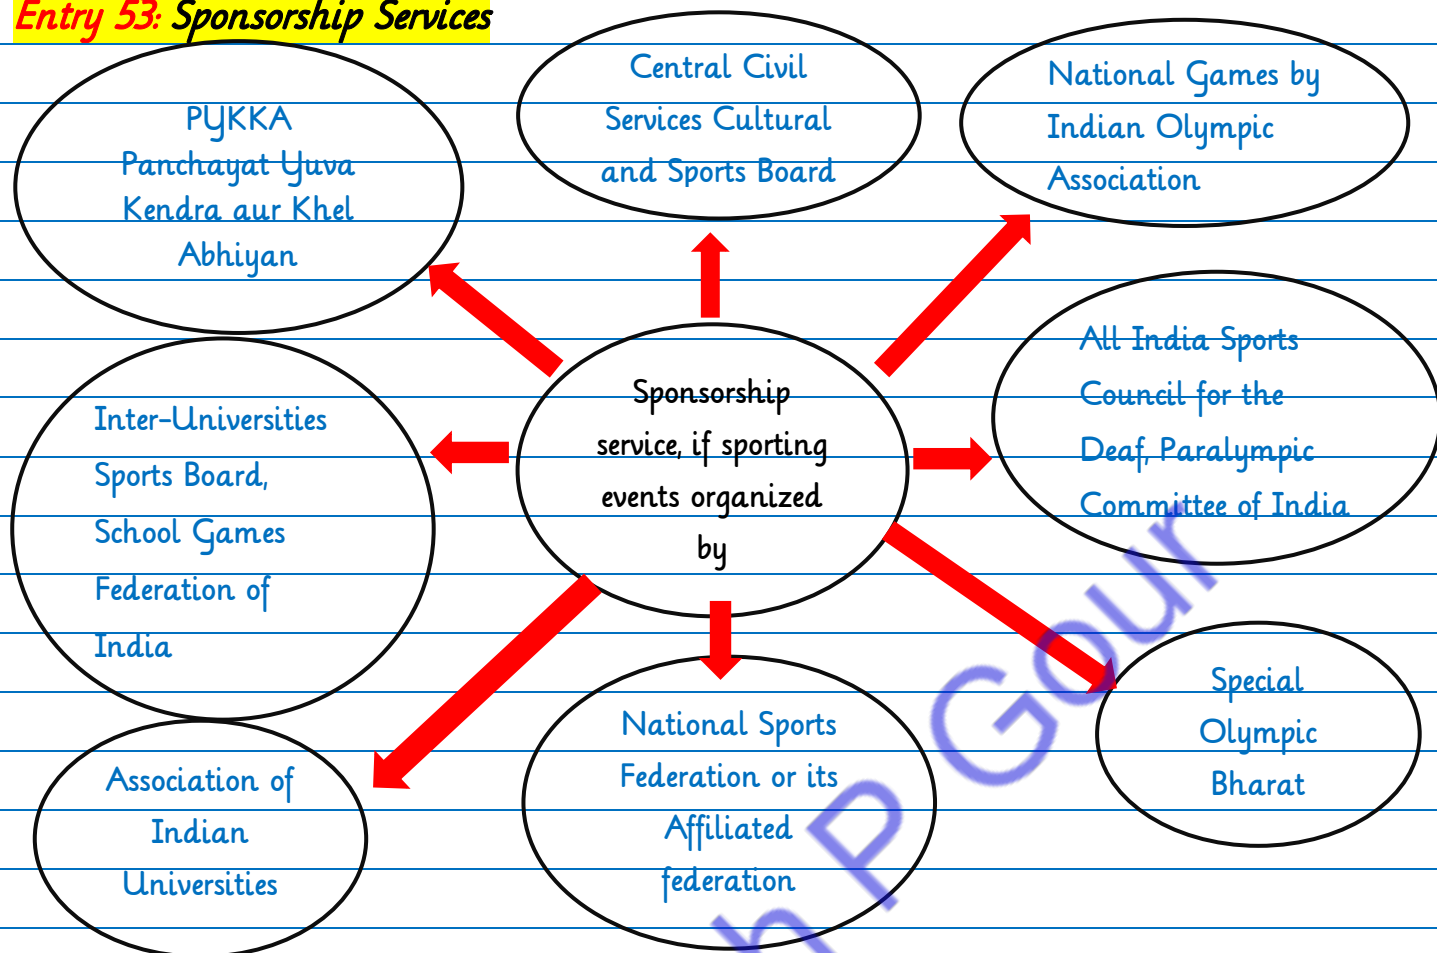 Entry 53: Sponsorship Services
PYKKA
Panchayat Yuva
Kendra aur Khel
Abhiyan
Central Civil
Services Cultural
and Sports Board
National Games by
Indian Olympic
Association
Inter-Universities
Sports Board,
School Games
Federation of
India
Sponsorship
service, if sporting
events organized
by
All India Sports
Council for the
Deaf, Paralympic
Committee of India
Association of
Indian
Universities
National Sports
Federation or its
Affiliated
federation
Special
Olympic
Bharat
h P Gour